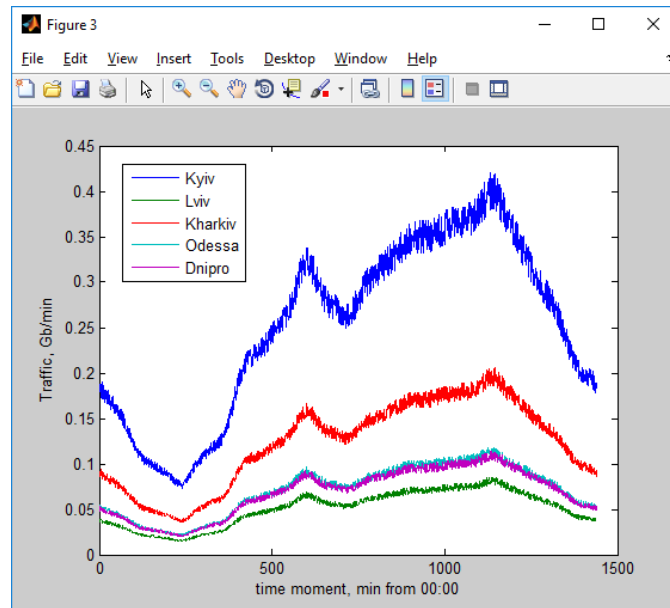 Figure 3
File Edit View Insert Tools Desktop Window Help
0.45
0.4
0.35
0.3
0.25
0.2
0.15
0.1
0.05
0
Traffic, Gb/min
Kyiv
Lviv
Kharkiv
Odessa
Dnipro
0 500 1000 1500
time moment, min from 00:00